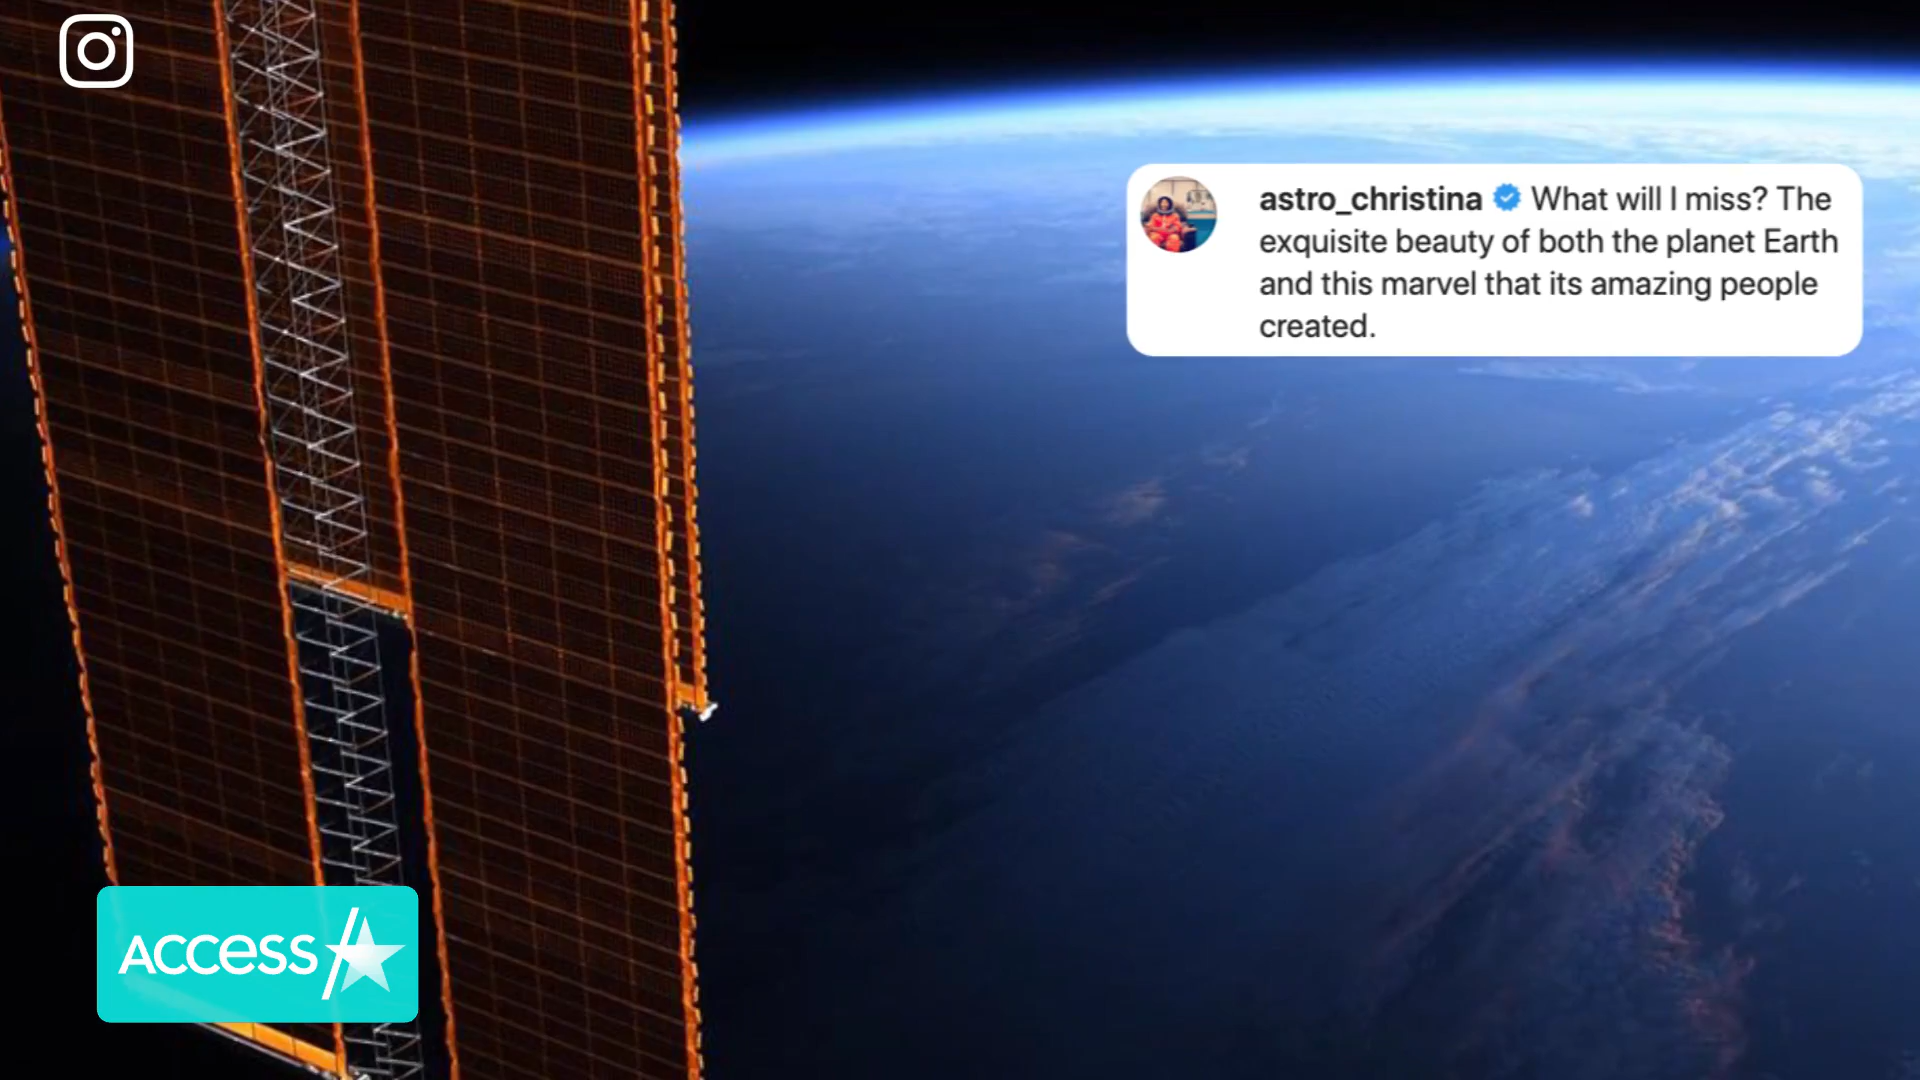 astro_christina What will I miss? The
exquisite beauty of both the planet Earth
and this marvel that its amazing people
created.
ACCESS